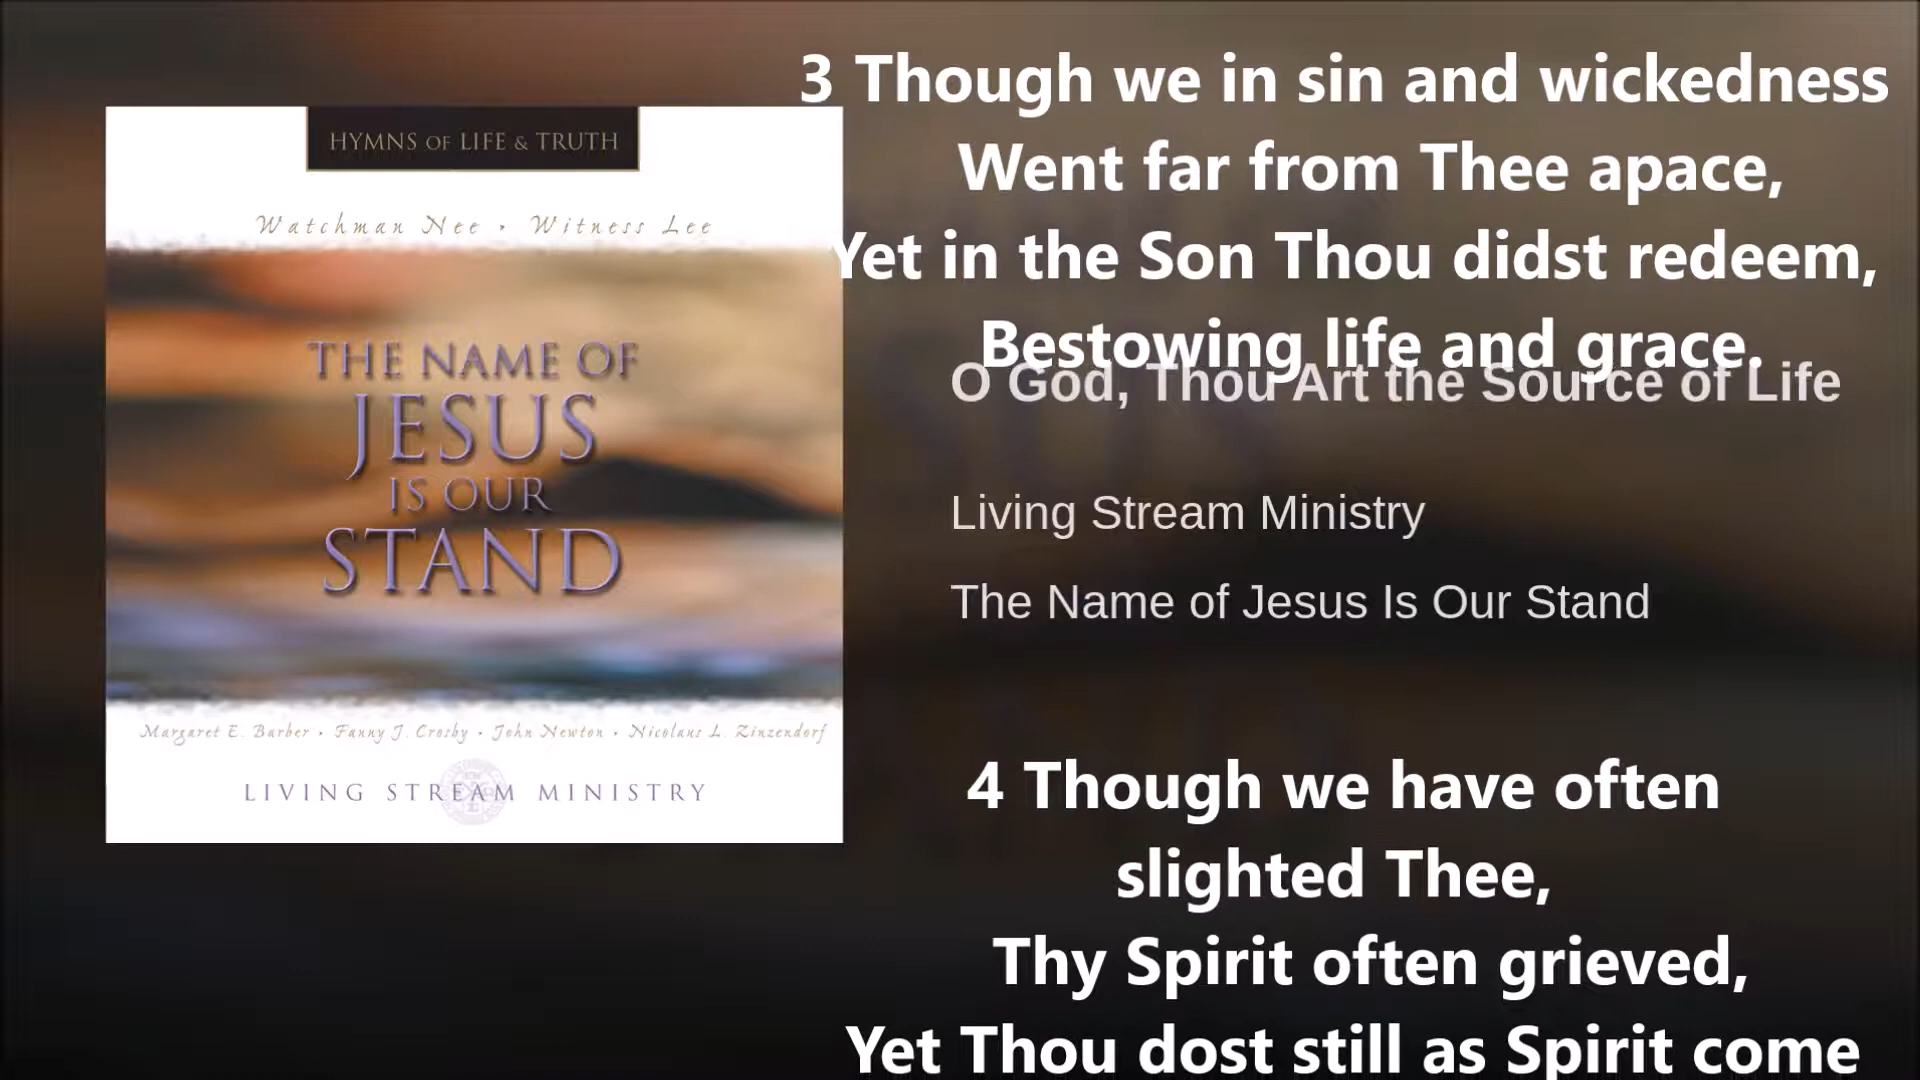 HYMNS OF LIFE & TRUTH
Watchman Nee • Witness Lee
THE NAME OF
JESUS
IS OUR
STAND
Margaret E. Barber • Fanny J. Crosby • John Newton • Nicolaus L. Zinzendorf
LIVING STREAM MINISTRY
3 Though we in sin and wickedness
Went far from Thee apace,
Yet in the Son Thou didst redeem,
Bestowing life and grace.
O God, Thou Art the Source of Life
Living Stream Ministry
The Name of Jesus Is Our Stand
4 Though we have often
slighted Thee,
Thy Spirit often grieved,
Yet Thou dost still as Spirit come